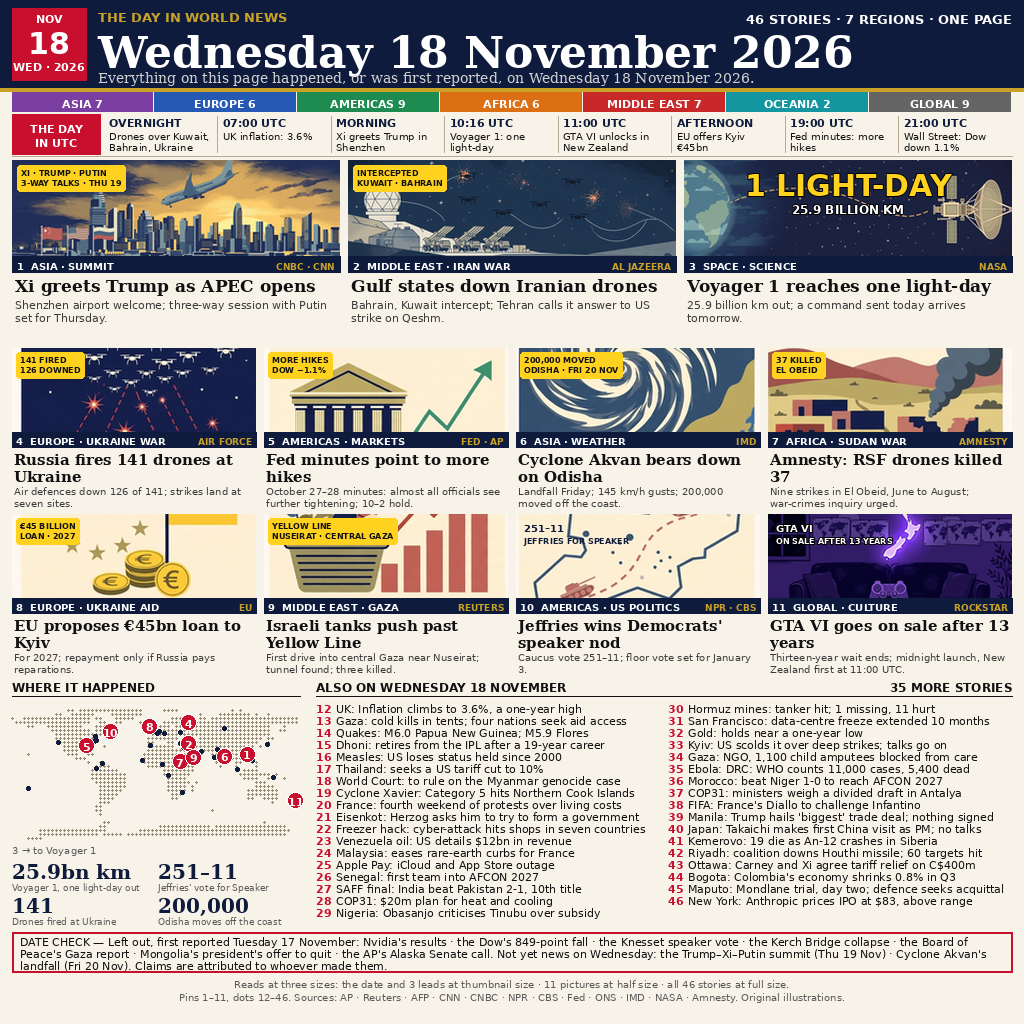 NOV
18
WED · 2026
THE DAY IN WORLD NEWS
46 STORIES · 7 REGIONS · ONE PAGE
Wednesday 18 November 2026
Everything on this page happened, or was first reported, on Wednesday 18 November 2026.
ASIA 7
EUROPE 6
AMERICAS 9
AFRICA 6
MIDDLE EAST 7
OCEANIA 2
GLOBAL 9
THE DAY
IN UTC
OVERNIGHT
Drones over Kuwait,
Bahrain, Ukraine
07:00 UTC
UK inflation: 3.6%
MORNING
Xi greets Trump in
Shenzhen
10:16 UTC
Voyager 1: one
light-day
11:00 UTC
GTA VI unlocks in
New Zealand
AFTERNOON
EU offers Kyiv
€45bn
19:00 UTC
Fed minutes: more
hikes
21:00 UTC
Wall Street: Dow
down 1.1%
XI · TRUMP · PUTIN
3-WAY TALKS · THU 19
1 ASIA · SUMMIT
CNBC · CNN
Xi greets Trump as APEC opens
Shenzhen airport welcome; three-way session with Putin
set for Thursday.
INTERCEPTED
KUWAIT · BAHRAIN
2 MIDDLE EAST · IRAN WAR
AL JAZEERA
Gulf states down Iranian drones
Bahrain, Kuwait intercept; Tehran calls it answer to US
strike on Qeshm.
1 LIGHT-DAY
25.9 BILLION KM
3 SPACE · SCIENCE
NASA
Voyager 1 reaches one light-day
25.9 billion km out; a command sent today arrives
tomorrow.
141 FIRED
126 DOWNED
4 EUROPE · UKRAINE WAR
AIR FORCE
Russia fires 141 drones at
Ukraine
Air defences down 126 of 141; strikes land at
seven sites.
MORE HIKES
DOW −1.1%
5 AMERICAS · MARKETS
FED · AP
Fed minutes point to more
hikes
October 27–28 minutes: almost all officials see
further tightening; 10–2 hold.
200,000 MOVED
ODISHA · FRI 20 NOV
6 ASIA · WEATHER
IMD
Cyclone Akvan bears down
on Odisha
Landfall Friday; 145 km/h gusts; 200,000
moved off the coast.
37 KILLED
EL OBEID
7 AFRICA · SUDAN WAR
AMNESTY
Amnesty: RSF drones killed
37
Nine strikes in El Obeid, June to August;
war-crimes inquiry urged.
€45 BILLION
LOAN · 2027
8 EUROPE · UKRAINE AID
EU
EU proposes €45bn loan to
Kyiv
For 2027; repayment only if Russia pays
reparations.
YELLOW LINE
NUSEIRAT · CENTRAL GAZA
9 MIDDLE EAST · GAZA
REUTERS
Israeli tanks push past
Yellow Line
First drive into central Gaza near Nuseirat;
tunnel found; three killed.
251–11
JEFFRIES FOR SPEAKER
10 AMERICAS · US POLITICS
NPR · CBS
Jeffries wins Democrats'
speaker nod
Caucus vote 251–11; floor vote set for January
3.
GTA VI
ON SALE AFTER 13 YEARS
11 GLOBAL · CULTURE
ROCKSTAR
GTA VI goes on sale after 13
years
Thirteen-year wait ends; midnight launch, New
Zealand first at 11:00 UTC.
WHERE IT HAPPENED
4
8
10
5
2
9
7
6
1
11
3 → to Voyager 1
25.9bn km
Voyager 1, one light-day out
251–11
Jeffries' vote for Speaker
141
Drones fired at Ukraine
200,000
Odisha moves off the coast
ALSO ON WEDNESDAY 18 NOVEMBER
35 MORE STORIES
12 UK: Inflation climbs to 3.6%, a one-year high
13 Gaza: cold kills in tents; four nations seek aid access
14 Quakes: M6.0 Papua New Guinea; M5.9 Flores
15 Dhoni: retires from the IPL after a 19-year career
16 Measles: US loses status held since 2000
17 Thailand: seeks a US tariff cut to 10%
18 World Court: to rule on the Myanmar genocide case
19 Cyclone Xavier: Category 5 hits Northern Cook Islands
20 France: fourth weekend of protests over living costs
21 Eisenkot: Herzog asks him to try to form a government
22 Freezer hack: cyber-attack hits shops in seven countries
23 Venezuela oil: US details $12bn in revenue
24 Malaysia: eases rare-earth curbs for France
25 Apple Pay: iCloud and App Store outage
26 Senegal: first team into AFCON 2027
27 SAFF final: India beat Pakistan 2-1, 10th title
28 COP31: $20m plan for heat and cooling
29 Nigeria: Obasanjo criticises Tinubu over subsidy
30 Hormuz mines: tanker hit; 1 missing, 11 hurt
31 San Francisco: data-centre freeze extended 10 months
32 Gold: holds near a one-year low
33 Kyiv: US scolds it over deep strikes; talks go on
34 Gaza: NGO, 1,100 child amputees blocked from care
35 Ebola: DRC: WHO counts 11,000 cases, 5,400 dead
36 Morocco: beat Niger 1-0 to reach AFCON 2027
37 COP31: ministers weigh a divided draft in Antalya
38 FIFA: France's Diallo to challenge Infantino
39 Manila: Trump hails 'biggest' trade deal; nothing signed
40 Japan: Takaichi makes first China visit as PM; no talks
41 Kemerovo: 19 die as An-12 crashes in Siberia
42 Riyadh: coalition downs Houthi missile; 60 targets hit
43 Ottawa: Carney and Xi agree tariff relief on C$400m
44 Bogota: Colombia's economy shrinks 0.8% in Q3
45 Maputo: Mondlane trial, day two; defence seeks acquittal
46 New York: Anthropic prices IPO at $83, above range
DATE CHECK — Left out, first reported Tuesday 17 November: Nvidia's results · the Dow's 849-point fall · the Knesset speaker vote · the Kerch Bridge collapse · the Board of
Peace's Gaza report · Mongolia's president's offer to quit · the AP's Alaska Senate call. Not yet news on Wednesday: the Trump–Xi–Putin summit (Thu 19 Nov) · Cyclone Akvan's
landfall (Fri 20 Nov). Claims are attributed to whoever made them.
Reads at three sizes: the date and 3 leads at thumbnail size · 11 pictures at half size · all 46 stories at full size.
Pins 1–11, dots 12–46. Sources: AP · Reuters · AFP · CNN · CNBC · NPR · CBS · Fed · ONS · IMD · NASA · Amnesty. Original illustrations.